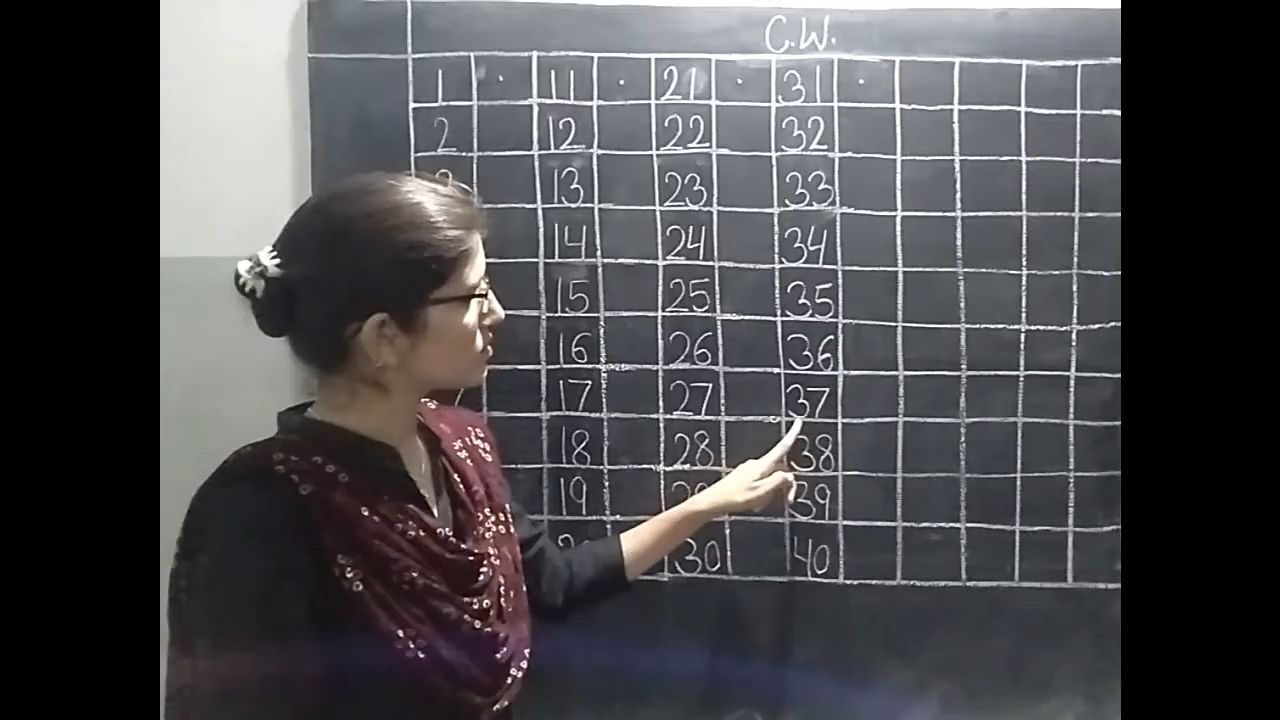 C.W.
1 . 11 . 21 . 31 .
2 12 22 32
13 23 33
14 24 34
15 25 35
16 26 36
17 27 37
18 28 38
19 39
30 40